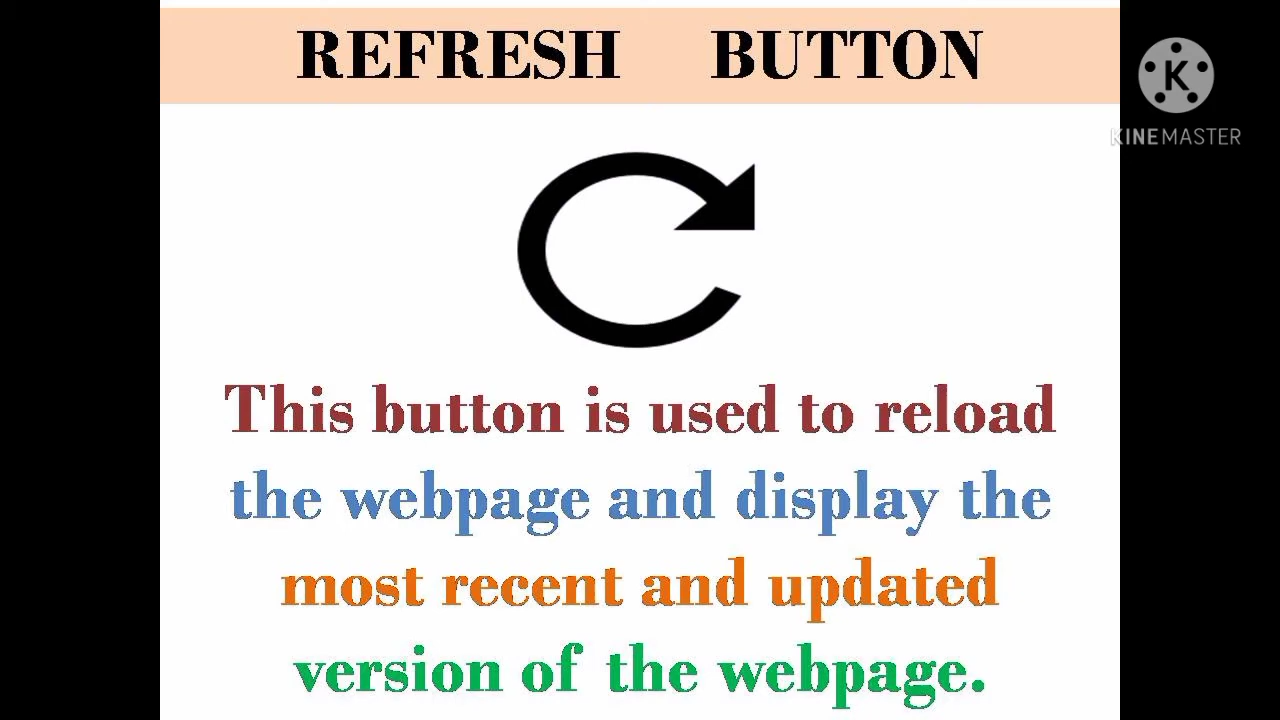 REFRESH BUTTON
K
KINEMASTER
This button is used to reload
the webpage and display the
most recent and updated
version of the webpage.